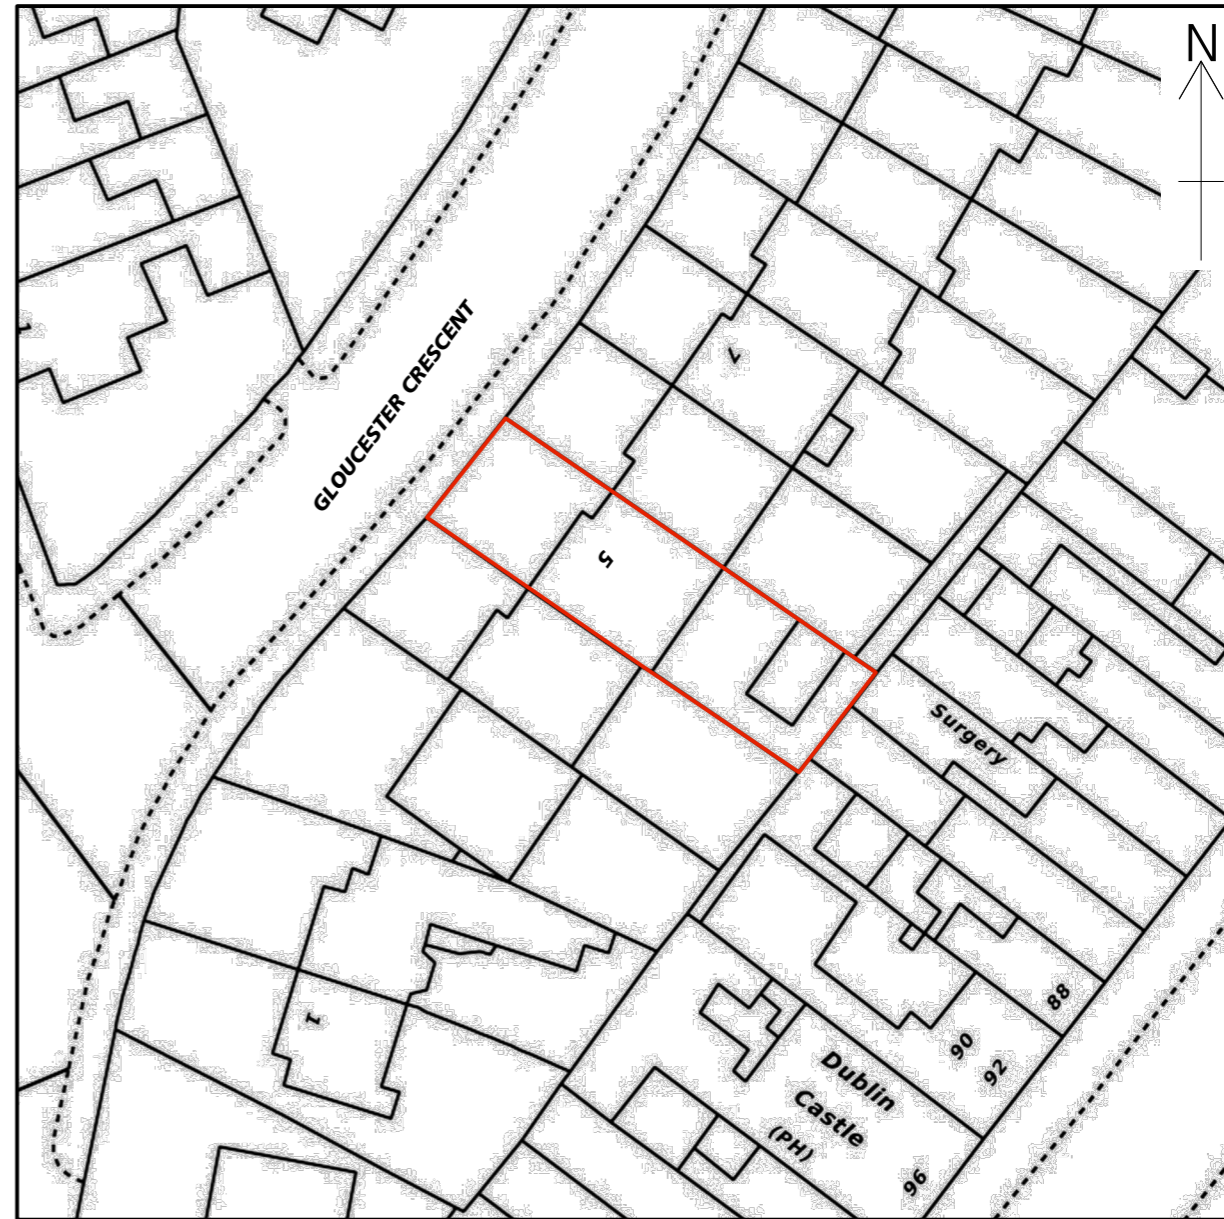 N
GLOUCESTER CRESCENT
7
5
Surgery
1
88
90
92
Dublin
Castle
(PH)
96